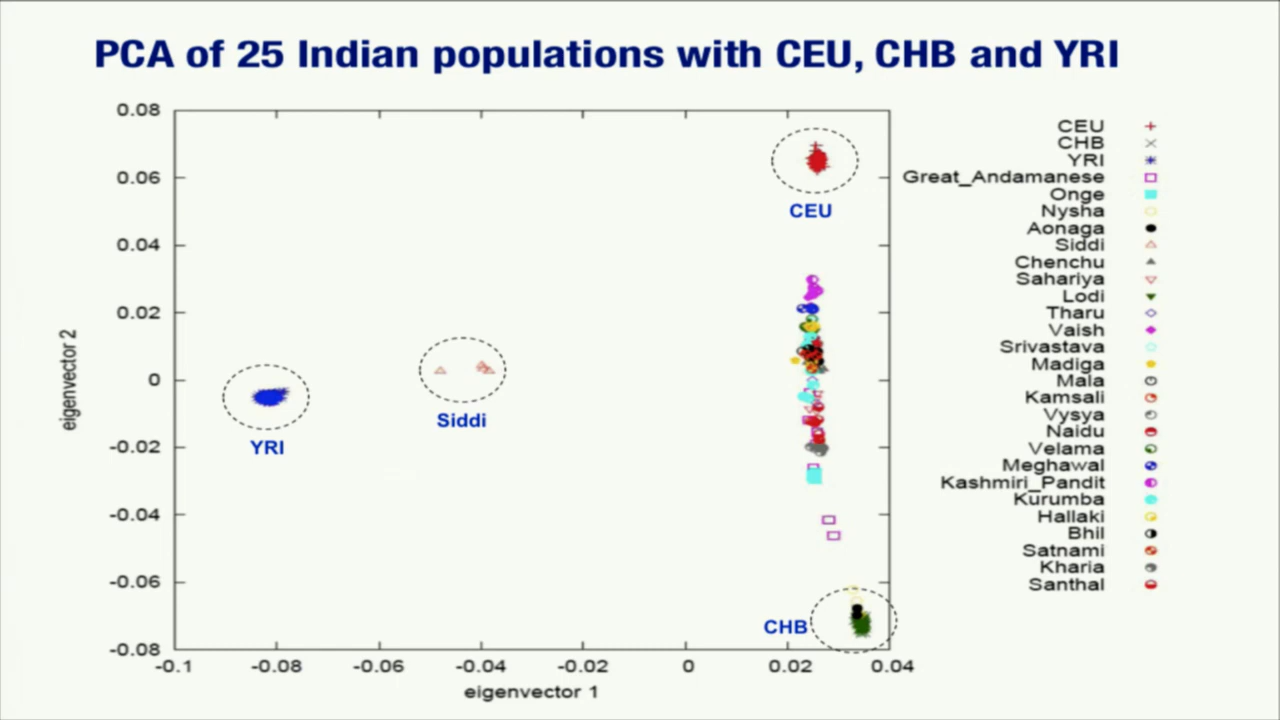 PCA of 25 Indian populations with CEU, CHB and YRI
0.08
0.06
0.04
0.02
0
-0.02
-0.04
-0.06
-0.08
-0.1
-0.08
-0.06
-0.04
-0.02
0
0.02
0.04
eigenvector 2
eigenvector 1
CEU
Siddi
YRI
CHB
CEU
CHB
YRI
Great_Andamanese
Onge
Nysha
Aonaga
Siddi
Chenchu
Sahariya
Lodi
Tharu
Vaish
Srivastava
Madiga
Mala
Kamsali
Vysya
Naidu
Velama
Meghawal
Kashmiri_Pandit
Kurumba
Hallaki
Bhil
Satnami
Kharia
Santhal